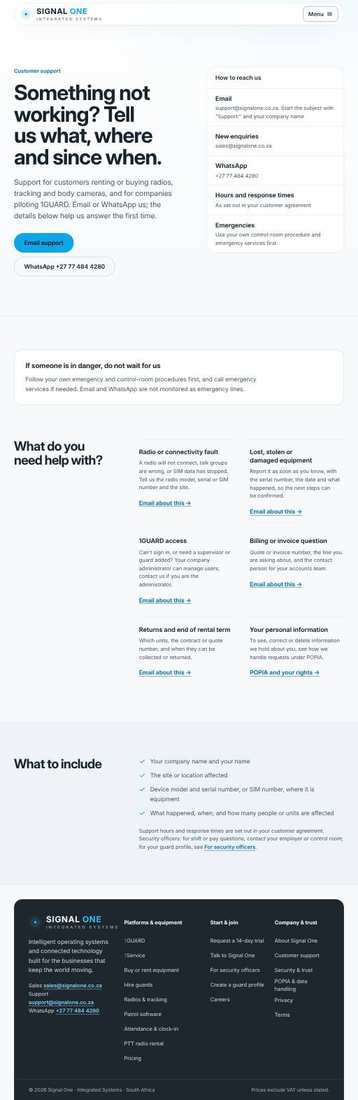 SIGNAL ONE
INTEGRATED SYSTEMS
Menu
Customer support
Something not
working? Tell
us what, where
and since when.
Support for customers renting or buying radios,
tracking and body cameras, and for companies
piloting 1GUARD. Email or WhatsApp us; the
details below help us answer the first time.
Email support
WhatsApp +27 77 484 4280
How to reach us
Email
support@signalone.co.za. Start the subject with
"Support:" and your company name
New enquiries
sales@signalone.co.za
WhatsApp
+27 77 484 4280
Hours and response times
As set out in your customer agreement
Emergencies
Use your own control-room procedure and
emergency services first
If someone is in danger, do not wait for us
Follow your own emergency and control-room procedures first, and call emergency
services if needed. Email and WhatsApp are not monitored as emergency lines.
What do you
need help with?
Radio or connectivity fault
A radio will not connect, talk groups
are wrong, or SIM data has stopped.
Tell us the radio model, serial or SIM
number and the site.
Email about this →
Lost, stolen or
damaged equipment
Report it as soon as you know, with
the serial number, the date and what
happened, so the next steps can
be confirmed.
Email about this →
1GUARD access
Can't sign in, or need a supervisor or
guard added? Your company
administrator can manage users;
contact us if you are the
administrator.
Email about this →
Billing or invoice question
Quote or invoice number, the line you
are asking about, and the contact
person for your accounts team.
Email about this →
Returns and end of rental term
Which units, the contract or quote
number, and when they can be
collected or returned.
Email about this →
Your personal information
To see, correct or delete information
we hold about you, see how we
handle requests under POPIA.
POPIA and your rights →
What to include
✓ Your company name and your name
✓ The site or location affected
✓ Device model and serial number, or SIM number, where it is
equipment
✓ What happened, when, and how many people or units are affected
Support hours and response times are set out in your customer agreement.
Security officers: for shift or pay questions, contact your employer or control room;
for your guard profile, see For security officers.
SIGNAL ONE
INTEGRATED SYSTEMS
Intelligent operating systems
and connected technology
built for the businesses that
keep the world moving.
Sales sales@signalone.co.za
Support
support@signalone.co.za
WhatsApp +27 77 484 4280
Platforms & equipment
1GUARD
1Service
Buy or rent equipment
Hire guards
Radios & tracking
Patrol software
Attendance & clock-in
PTT radio rental
Pricing
Start & join
Request a 14-day trial
Talk to Signal One
For security officers
Create a guard profile
Careers
Company & trust
About Signal One
Customer support
Security & trust
POPIA & data
handling
Privacy
Terms
© 2026 Signal One · Integrated Systems · South Africa
Prices exclude VAT unless stated.